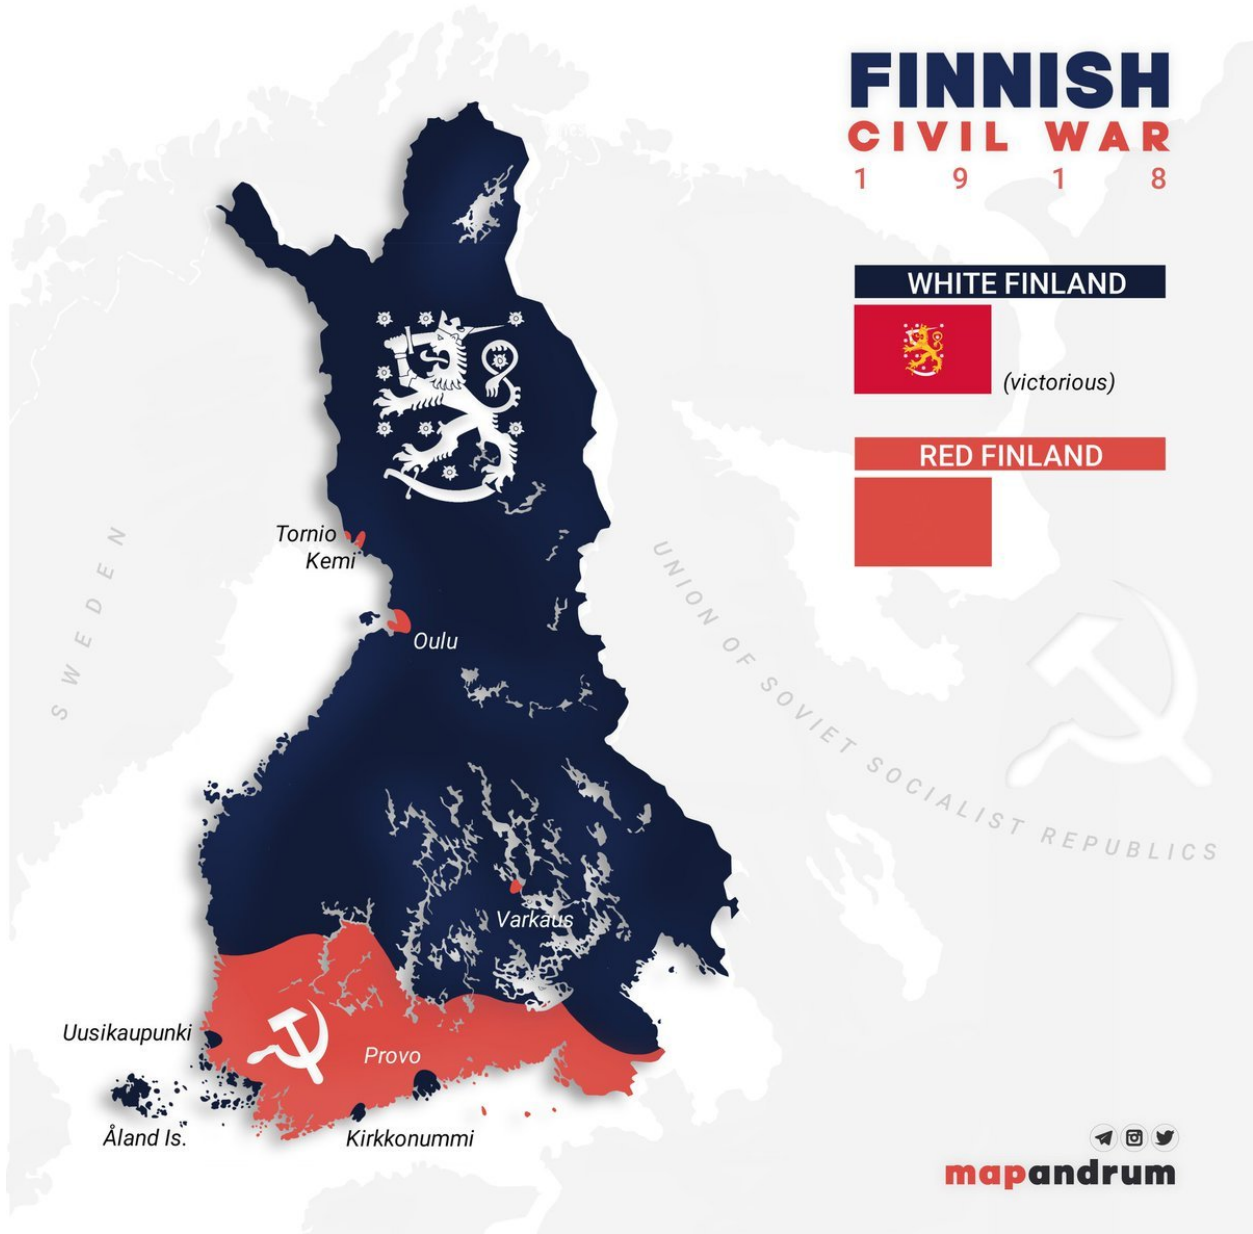 FINNISH
CIVIL WAR
1 9 1 8
WHITE FINLAND
(victorious)
RED FINLAND
Tornio
Kemi
Oulu
SWEDEN
UNION OF SOVIET SOCIALIST REPUBLICS
Varkaus
Uusikaupunki
Provo
Åland Is.
Kirkkonummi
mapandrum